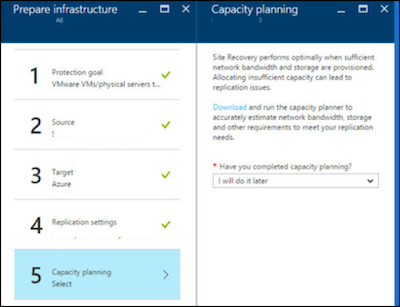 Prepare infrastructure
AE
1
Protection goal
VMware VMs/physical servers t...
2
Source
3
Target
Azure
4
Replication settings
5
Capacity planning
Select
Capacity planning
E
Site Recovery performs optimally when sufficient
network bandwidth and storage are provisioned.
Allocating insufficient capacity can lead to
replication issues.
Download and run the capacity planner to
accurately estimate network bandwidth, storage
and other requirements to meet your replication
needs.
* Have you completed capacity planning?
I will do it later